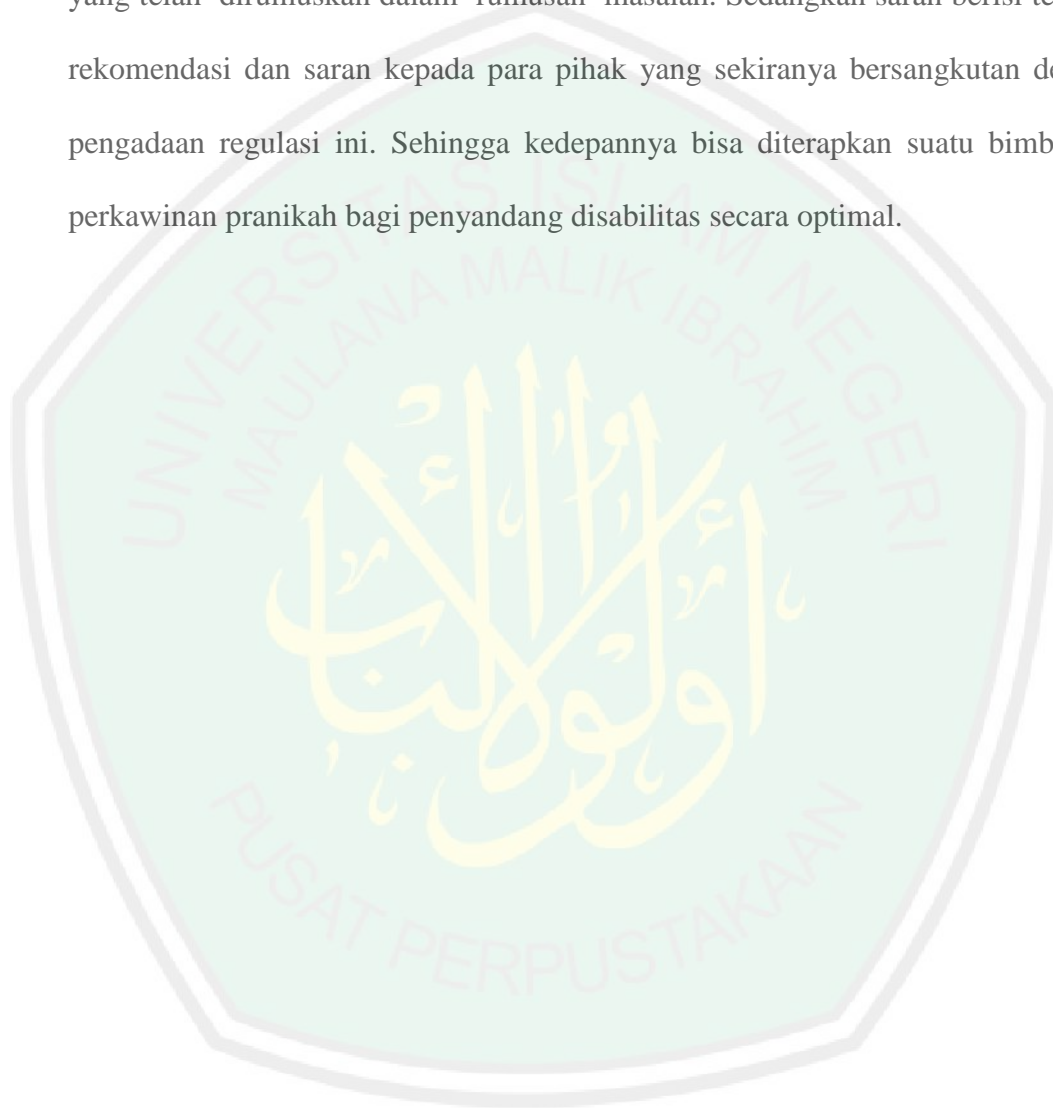 yang telah dirumuskan dalam rumusan masalah. Sedangkan saran berisi te
rekomendasi dan saran kepada para pihak yang sekiranya bersangkutan de
pengadaan regulasi ini. Sehingga kedepannya bisa diterapkan suatu bimb
perkawinan pranikah bagi penyandang disabilitas secara optimal.
UNIVERSITAS ISLAM NEGERI
MAULANA MALIK IBRAHIM
أولوا الألباب
PUSAT PERPUSTAKAAN